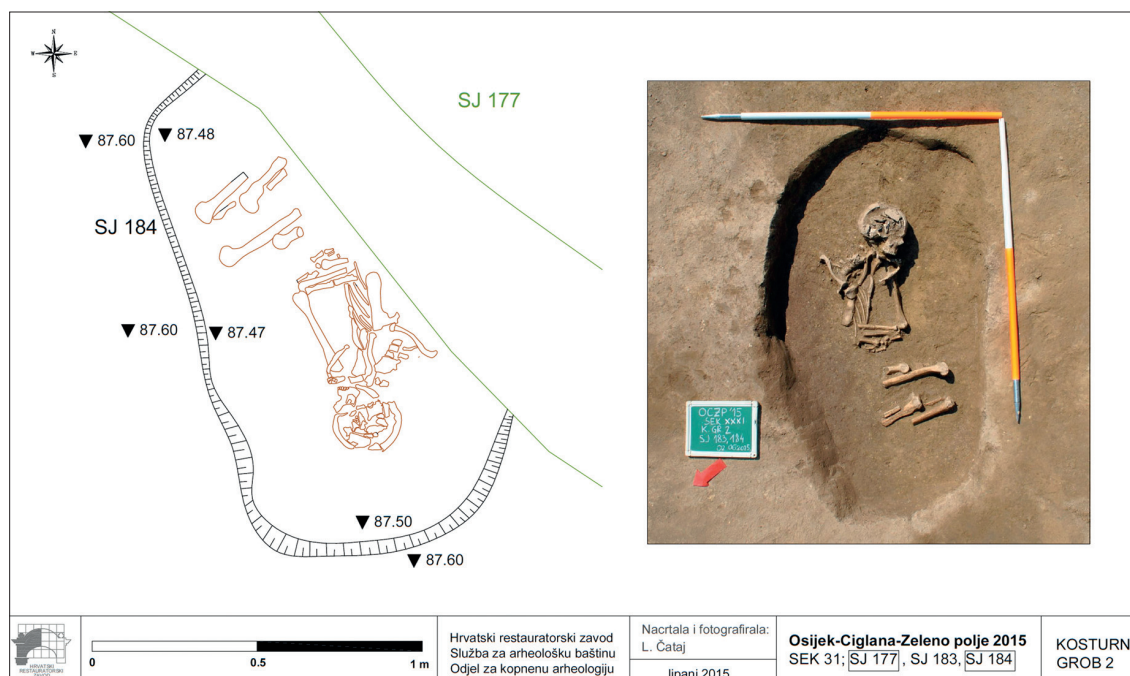 N
W E
S
SJ 177
87.60
87.48
SJ 184
87.60
87.47
87.50
87.60
OCZP '15
SEK XXXI
K. GR 2
SJ 183, 184
HRVATSKI
RESTAURATORSKI
ZAVOD
0 0.5 1 m
Hrvatski restauratorski zavod
Služba za arheološku baštinu
Odjel za kopnenu arheologiju
Nacrtala i fotografirala:
L. Čataj
lipanj 2015
Osijek-Ciglana-Zeleno polje 2015
SEK 31; SJ 177 , SJ 183, SJ 184
KOSTURN
GROB 2